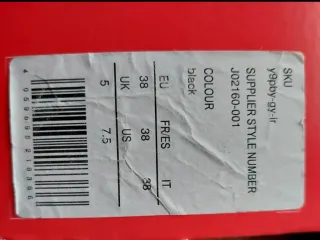 SKU
y9pby-gy-lr
SUPPLIER STYLE NUMBER
J02160-001
COLOUR
black
EU FR/ES IT
38 38 38
UK US
5 7.5